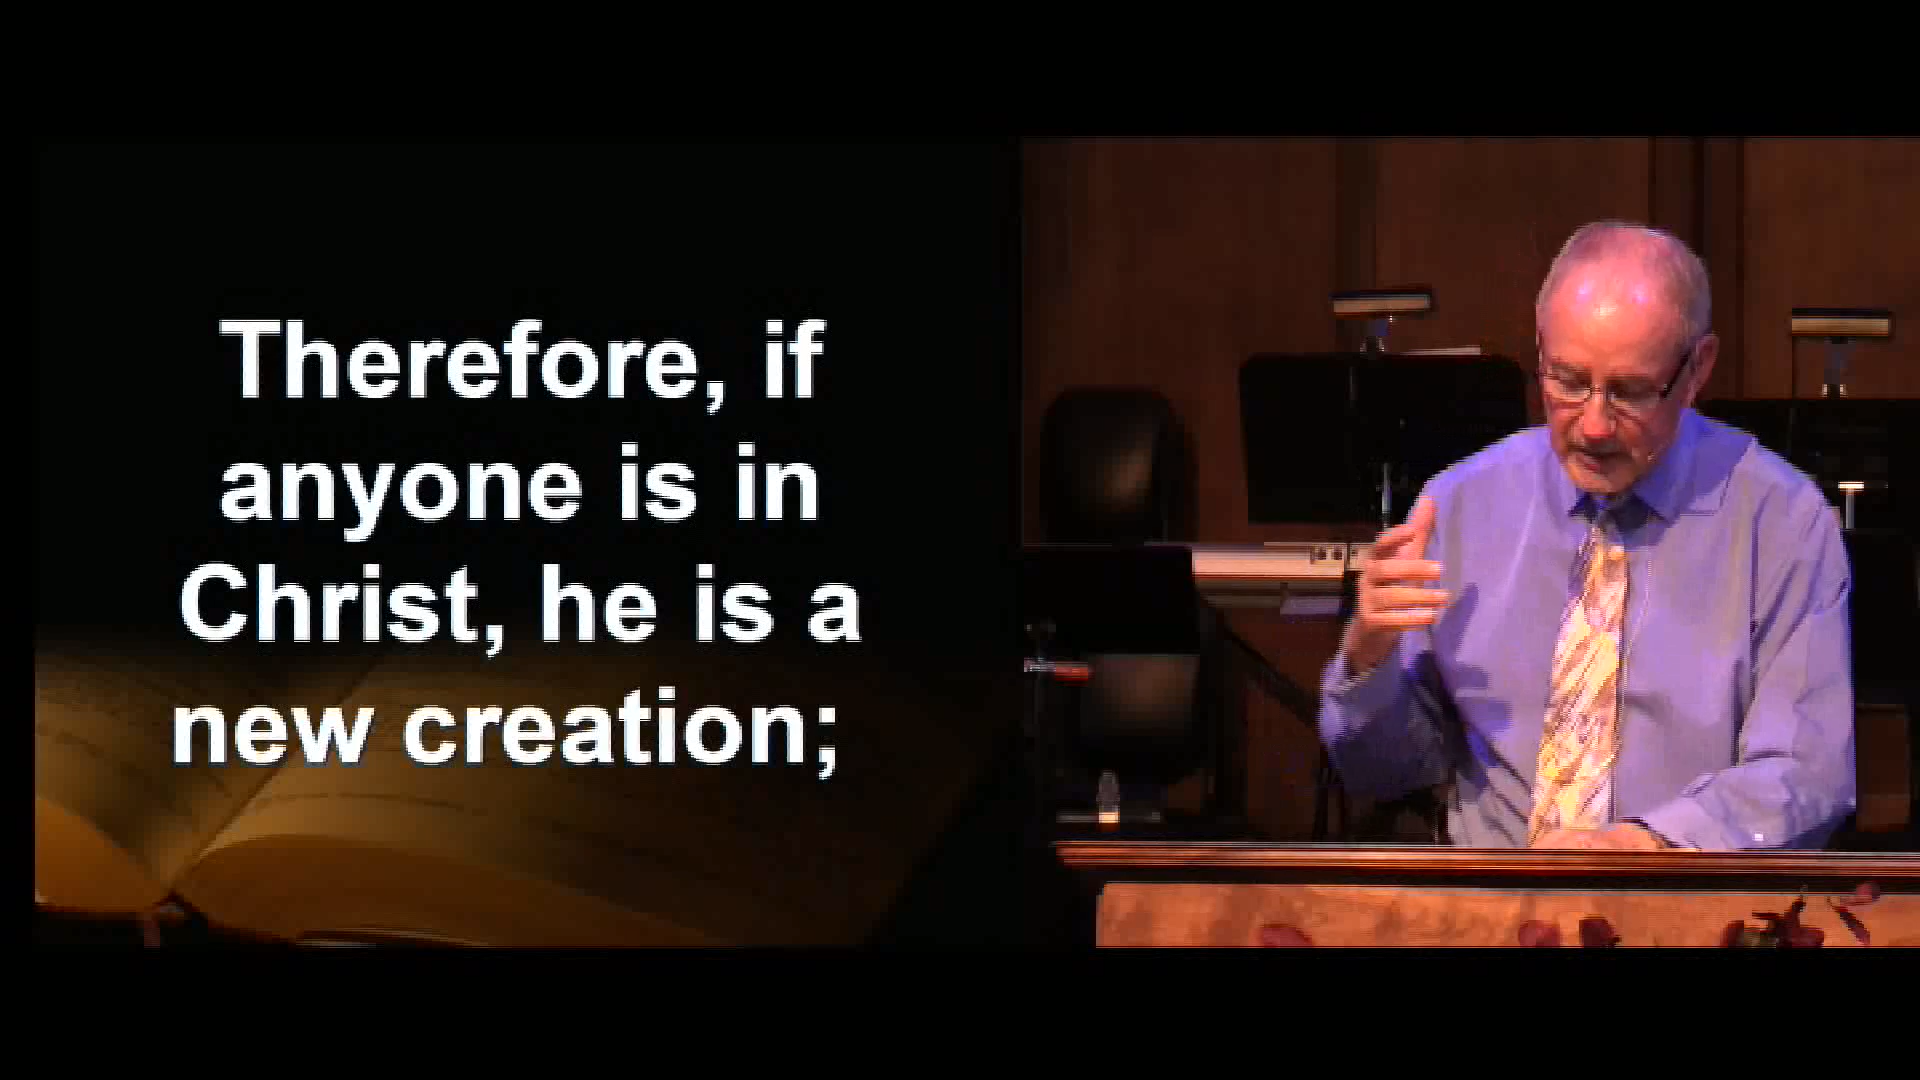 Therefore, if
anyone is in
Christ, he is a
new creation;